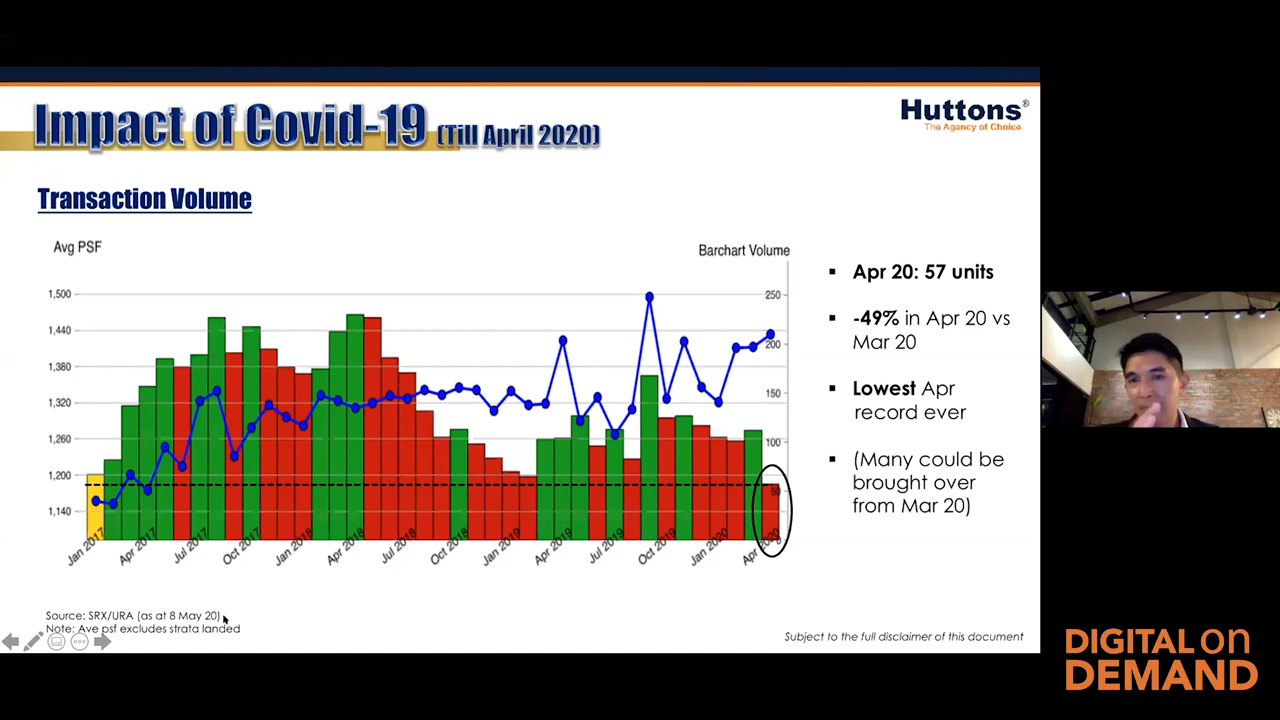 Impact of Covid-19 (Till April 2020)
Huttons®
The Agency of Choice
Transaction Volume
Avg PSF
Barchart Volume
1,500
1,440
1,380
1,320
1,260
1,200
1,140
250
200
150
100
50
0
Jan 2017
Apr 2017
Jul 2017
Oct 2017
Jan 2018
Apr 2018
Jul 2018
Oct 2018
Jan 2019
Apr 2019
Jul 2019
Oct 2019
Jan 2020
Apr 2020
▪ Apr 20: 57 units
▪ -49% in Apr 20 vs
Mar 20
▪ Lowest Apr
record ever
▪ (Many could be
brought over
from Mar 20)
Source: SRX/URA (as at 8 May 20)
Note: Ave psf excludes strata landed
Subject to the full disclaimer of this document
DIGITAL on
DEMAND